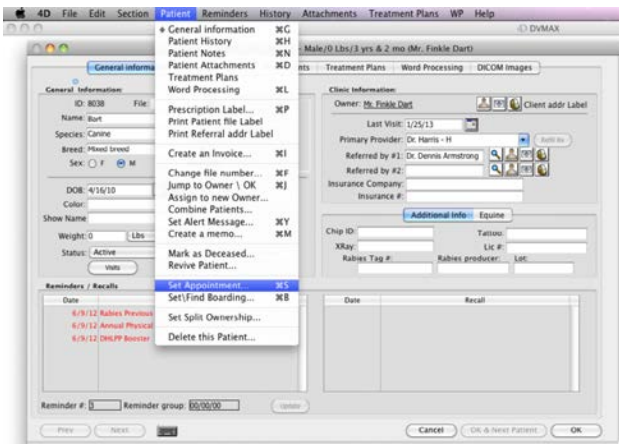 4D File Edit Section Patient Reminders History Attachments Treatment Plans WP Help
DVMAX
Male/0 Lbs/3 yrs & 2 mo (Mr. Finkle Dart)
General informa
Treatment Plans Word Processing DICOM Images
General information ⌘G
Patient History ⌘H
Patient Notes ⌘N
Patient Attachments ⌘D
Treatment Plans
Word Processing ⌘L
Prescription Label... ⌘P
Print Patient file Label
Print Referral addr Label
Create an Invoice... ⌘I
Change file number... ⌘F
Jump to Owner \ OK ⌘J
Assign to new Owner...
Combine Patients...
Set Alert Message... ⌘Y
Create a memo... ⌘M
Mark as Deceased...
Revive Patient...
Set Appointment... ⌘S
Set\Find Boarding... ⌘B
Set Split Ownership...
Delete this Patient...
General Information:
ID: 8038 File:
Name: Bart
Species: Canine
Breed: Mixed breed
Sex: F M
DOB: 4/16/10
Color:
Show Name
Weight: 0 Lbs
Status: Active
Visits
Clinic Information:
Owner: Mr. Finkle Dart Client addr Label
Last Visit: 1/25/13
Primary Provider: Dr. Harris - H
Referred by #1: Dr. Dennis Armstrong
Referred by #2:
Insurance Company:
Insurance #:
Additional Info Equine
Chip ID: Tattoo:
XRay: Lic #:
Rabies Tag #: Rabies producer: Lot:
Reminders / Recalls
Date
6/9/12 Rabies Previous
6/9/12 Annual Physical
6/9/12 DHLPP Booster
Date Recall
Reminder #: 3 Reminder group: 00/00/00 Update
Prev Next Cancel OK & Next Patient OK